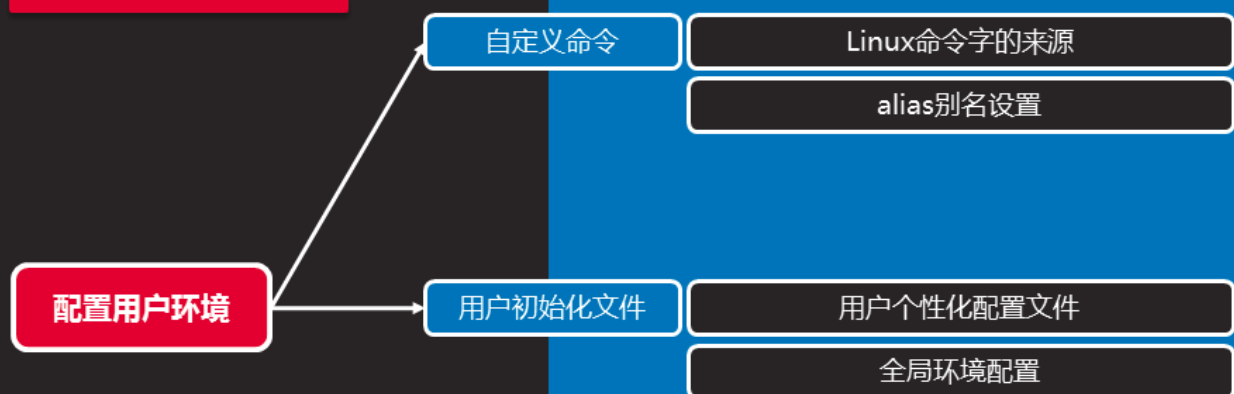 自定义命令
Linux命令字的来源
alias别名设置
配置用户环境
用户初始化文件
用户个性化配置文件
全局环境配置